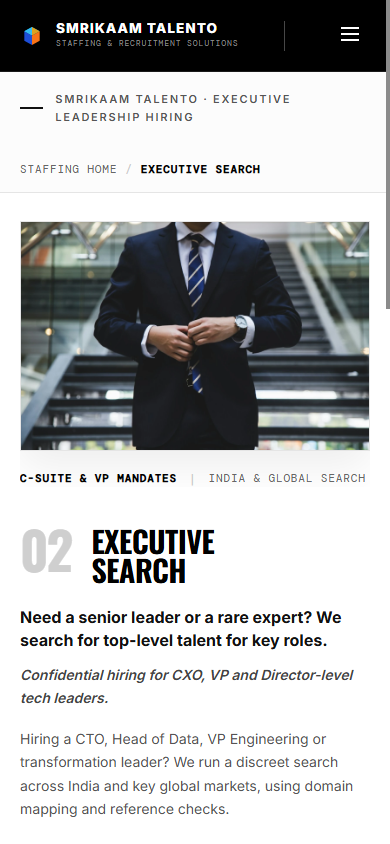 SMRIKAAM TALENTO
STAFFING & RECRUITMENT SOLUTIONS
SMRIKAAM TALENTO · EXECUTIVE
LEADERSHIP HIRING
STAFFING HOME / EXECUTIVE SEARCH
C-SUITE & VP MANDATES | INDIA & GLOBAL SEARCH
02 EXECUTIVE
SEARCH
Need a senior leader or a rare expert? We
search for top-level talent for key roles.
Confidential hiring for CXO, VP and Director-level
tech leaders.
Hiring a CTO, Head of Data, VP Engineering or
transformation leader? We run a discreet search
across India and key global markets, using domain
mapping and reference checks.